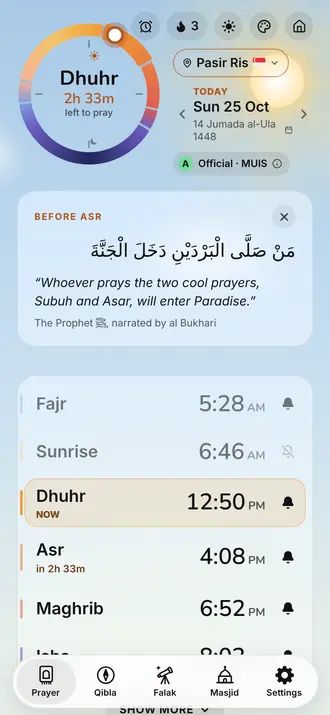 3
Dhuhr
2h 33m
left to pray
Pasir Ris 🇸🇬
TODAY
Sun 25 Oct
14 Jumada al-Ula
1448
A Official · MUIS
BEFORE ASR
مَنْ صَلَّى الْبَرْدَيْنِ دَخَلَ الْجَنَّةَ
“Whoever prays the two cool prayers,
Subuh and Asar, will enter Paradise.”
The Prophet ﷺ, narrated by al Bukhari
Fajr 5:28 AM
Sunrise 6:46 AM
Dhuhr 12:50 PM
NOW
Asr 4:08 PM
in 2h 33m
Maghrib 6:52 PM
Prayer Qibla Falak Masjid Settings
SHOW MORE